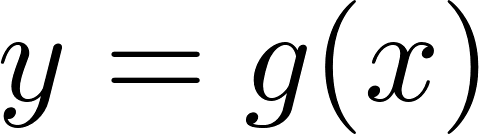 y = g(x)